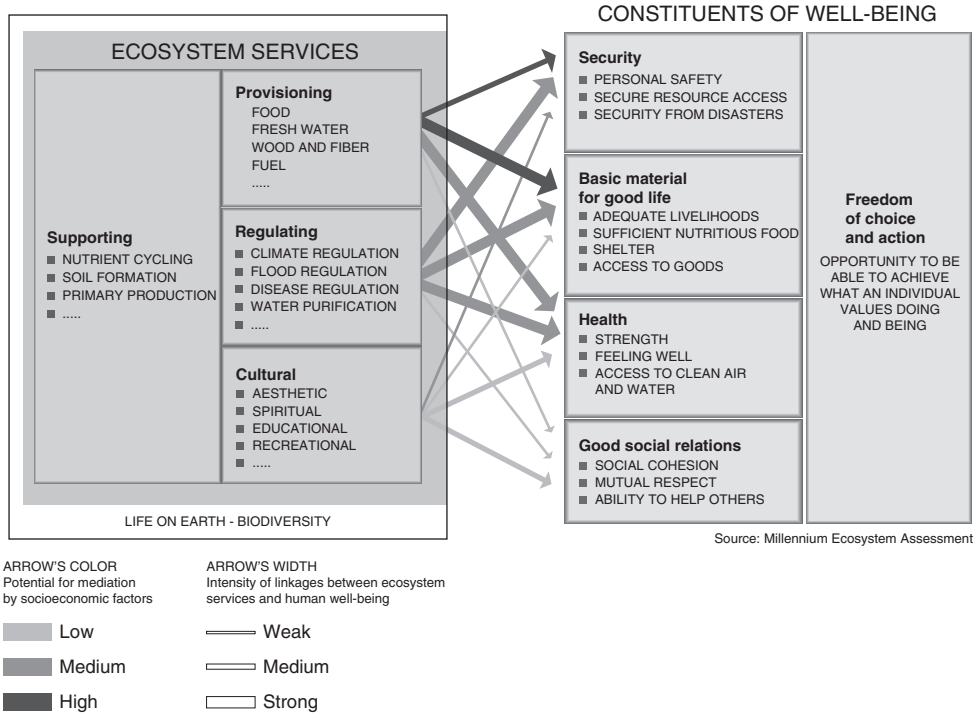 CONSTITUENTS OF WELL-BEING
ECOSYSTEM SERVICES
Supporting
NUTRIENT CYCLING
SOIL FORMATION
PRIMARY PRODUCTION
.....
Provisioning
FOOD
FRESH WATER
WOOD AND FIBER
FUEL
.....
Regulating
CLIMATE REGULATION
FLOOD REGULATION
DISEASE REGULATION
WATER PURIFICATION
.....
Cultural
AESTHETIC
SPIRITUAL
EDUCATIONAL
RECREATIONAL
.....
LIFE ON EARTH - BIODIVERSITY
Security
PERSONAL SAFETY
SECURE RESOURCE ACCESS
SECURITY FROM DISASTERS
Basic material
for good life
ADEQUATE LIVELIHOODS
SUFFICIENT NUTRITIOUS FOOD
SHELTER
ACCESS TO GOODS
Health
STRENGTH
FEELING WELL
ACCESS TO CLEAN AIR
AND WATER
Good social relations
SOCIAL COHESION
MUTUAL RESPECT
ABILITY TO HELP OTHERS
Freedom
of choice
and action
OPPORTUNITY TO BE
ABLE TO ACHIEVE
WHAT AN INDIVIDUAL
VALUES DOING
AND BEING
Source: Millennium Ecosystem Assessment
ARROW'S COLOR
Potential for mediation
by socioeconomic factors
Low
Medium
High
ARROW'S WIDTH
Intensity of linkages between ecosystem
services and human well-being
Weak
Medium
Strong